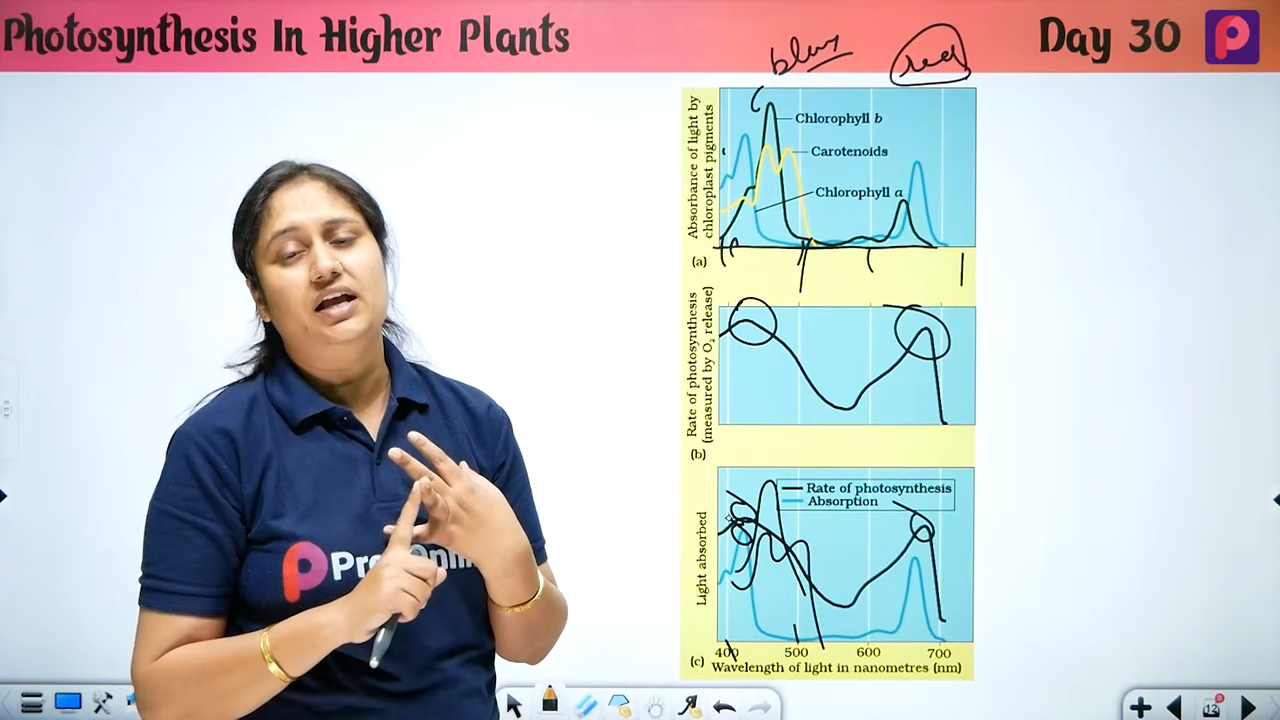 Photosynthesis In Higher Plants
Day 30
red
Absorbance of light by
chloroplast pigments
Chlorophyll b
Carotenoids
Chlorophyll a
(a)
Rate of photosynthesis
(measured by O₂ release)
(b)
Light absorbed
Rate of photosynthesis
Absorption
400 500 600 700
(c) Wavelength of light in nanometres (nm)
12